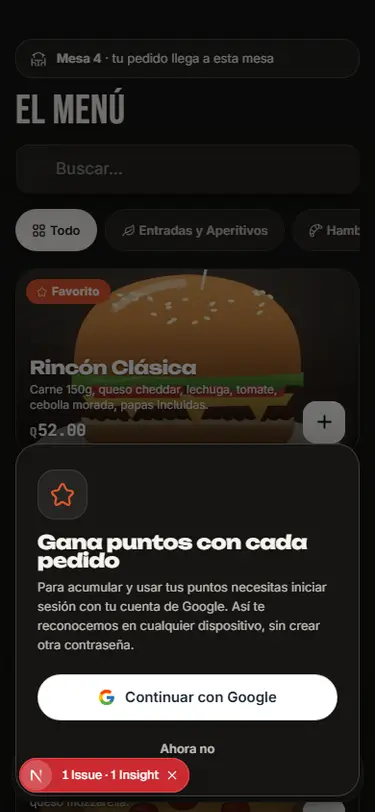 Mesa 4 · tu pedido llega a esta mesa
EL MENÚ
Buscar...
Todo
Entradas y Aperitivos
Hamb
Favorito
Rincón Clásica
Carne 150g, queso cheddar, lechuga, tomate,
cebolla morada, papas incluidas.
Q52.00
+
Gana puntos con cada
pedido
Para acumular y usar tus puntos necesitas iniciar
sesión con tu cuenta de Google. Así te
reconocemos en cualquier dispositivo, sin crear
otra contraseña.
Continuar con Google
Ahora no
N 1 Issue · 1 Insight ×
queso mozzarella.